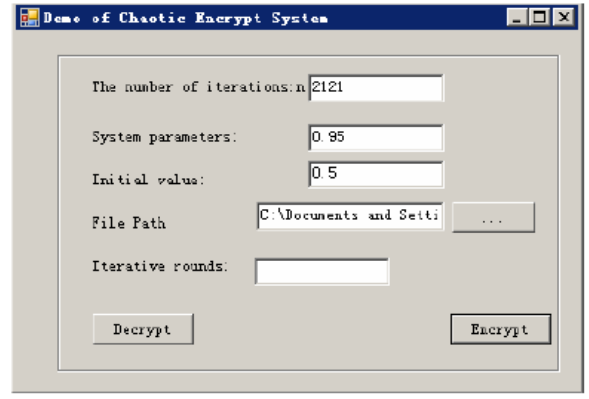 Demo of Chaotic Encrypt System
The number of iterations:n 2121
System parameters: 0.95
Initial value: 0.5
File Path C:\Documents and Setti ...
Iterative rounds:
Decrypt Encrypt